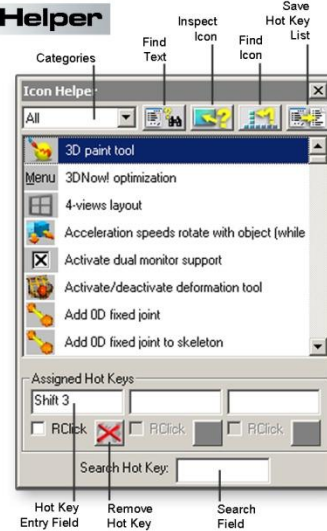 Helper
Save
Hot Key
List
Inspect
Icon
Find
Text
Find
Icon
Categories
Icon Helper
All
3D paint tool
Menu 3DNow! optimization
4-views layout
Acceleration speeds rotate with object (while
Activate dual monitor support
Activate/deactivate deformation tool
Add 0D fixed joint
Add 0D fixed joint to skeleton
Assigned Hot Keys
Shift 3
RClick RClick RClick
Search Hot Key:
Hot Key
Entry Field
Remove
Hot Key
Search
Field